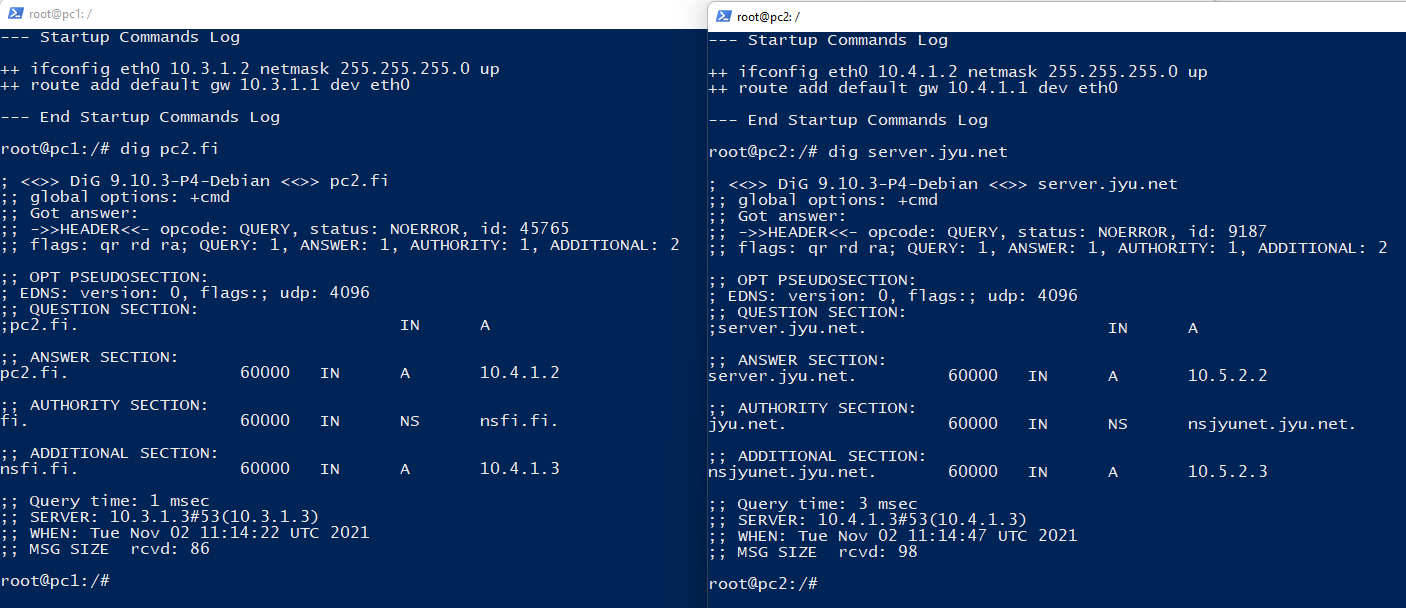 root@pc1: /
--- Startup Commands Log
++ ifconfig eth0 10.3.1.2 netmask 255.255.255.0 up
++ route add default gw 10.3.1.1 dev eth0
--- End Startup Commands Log
root@pc1:/# dig pc2.fi
; <<>> DiG 9.10.3-P4-Debian <<>> pc2.fi
;; global options: +cmd
;; Got answer:
;; ->>HEADER<<- opcode: QUERY, status: NOERROR, id: 45765
;; flags: qr rd ra; QUERY: 1, ANSWER: 1, AUTHORITY: 1, ADDITIONAL: 2
;; OPT PSEUDOSECTION:
; EDNS: version: 0, flags:; udp: 4096
;; QUESTION SECTION:
;pc2.fi. IN A
;; ANSWER SECTION:
pc2.fi. 60000 IN A 10.4.1.2
;; AUTHORITY SECTION:
fi. 60000 IN NS nsfi.fi.
;; ADDITIONAL SECTION:
nsfi.fi. 60000 IN A 10.4.1.3
;; Query time: 1 msec
;; SERVER: 10.3.1.3#53(10.3.1.3)
;; WHEN: Tue Nov 02 11:14:22 UTC 2021
;; MSG SIZE  rcvd: 86
root@pc1:/#
root@pc2: /
--- Startup Commands Log
++ ifconfig eth0 10.4.1.2 netmask 255.255.255.0 up
++ route add default gw 10.4.1.1 dev eth0
--- End Startup Commands Log
root@pc2:/# dig server.jyu.net
; <<>> DiG 9.10.3-P4-Debian <<>> server.jyu.net
;; global options: +cmd
;; Got answer:
;; ->>HEADER<<- opcode: QUERY, status: NOERROR, id: 9187
;; flags: qr rd ra; QUERY: 1, ANSWER: 1, AUTHORITY: 1, ADDITIONAL: 2
;; OPT PSEUDOSECTION:
; EDNS: version: 0, flags:; udp: 4096
;; QUESTION SECTION:
;server.jyu.net. IN A
;; ANSWER SECTION:
server.jyu.net. 60000 IN A 10.5.2.2
;; AUTHORITY SECTION:
jyu.net. 60000 IN NS nsjyunet.jyu.net.
;; ADDITIONAL SECTION:
nsjyunet.jyu.net. 60000 IN A 10.5.2.3
;; Query time: 3 msec
;; SERVER: 10.4.1.3#53(10.4.1.3)
;; WHEN: Tue Nov 02 11:14:47 UTC 2021
;; MSG SIZE  rcvd: 98
root@pc2:/#